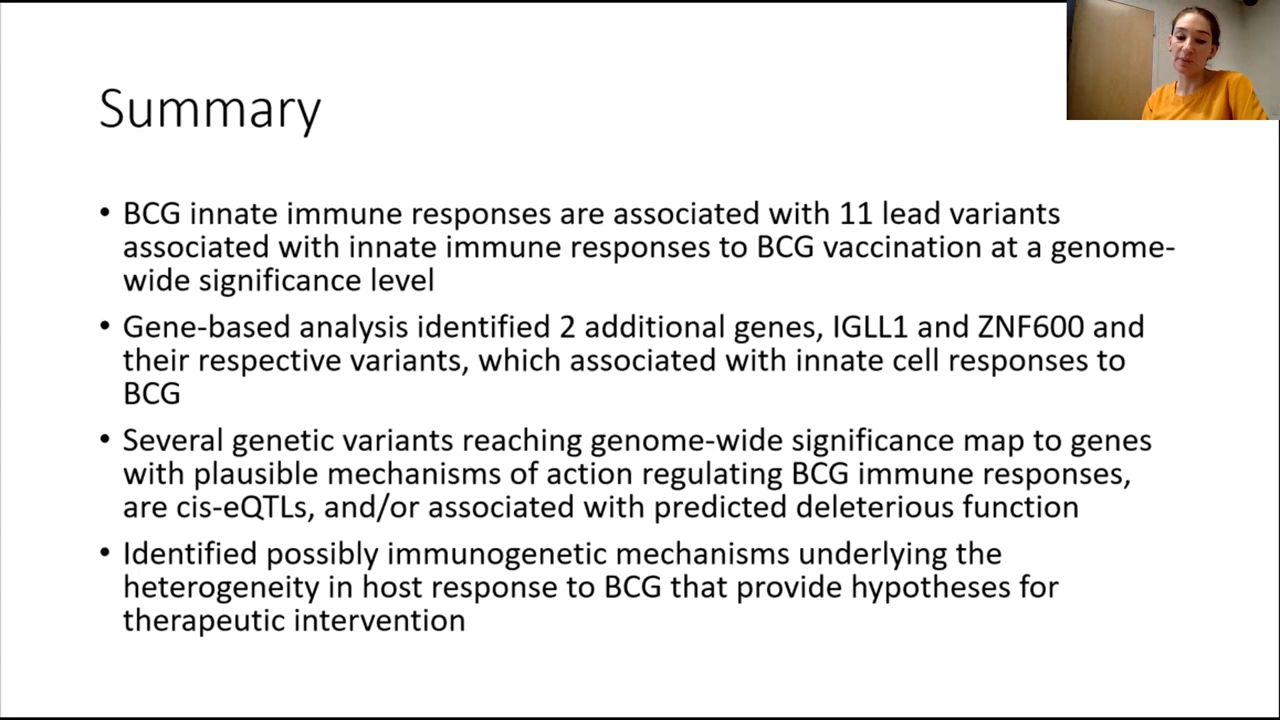 Summary
• BCG innate immune responses are associated with 11 lead variants
associated with innate immune responses to BCG vaccination at a genome-
wide significance level
• Gene-based analysis identified 2 additional genes, IGLL1 and ZNF600 and
their respective variants, which associated with innate cell responses to
BCG
• Several genetic variants reaching genome-wide significance map to genes
with plausible mechanisms of action regulating BCG immune responses,
are cis-eQTLs, and/or associated with predicted deleterious function
• Identified possibly immunogenetic mechanisms underlying the
heterogeneity in host response to BCG that provide hypotheses for
therapeutic intervention